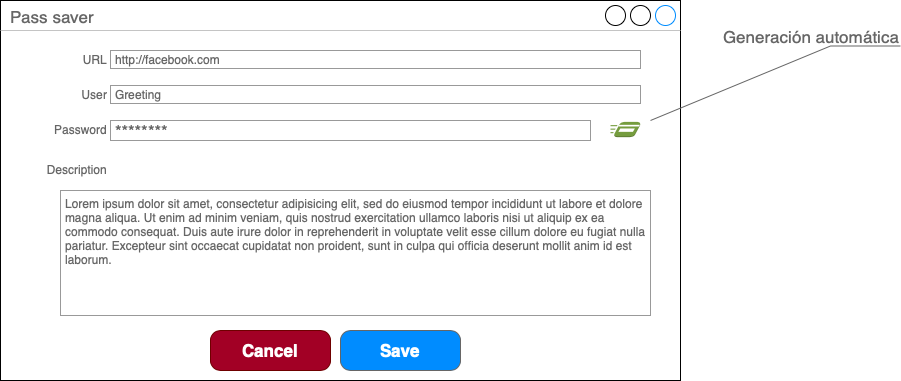 Pass saver
Generación automática
URL http://facebook.com
User Greeting
Password ********
Description
Lorem ipsum dolor sit amet, consectetur adipisicing elit, sed do eiusmod tempor incididunt ut labore et dolore
magna aliqua. Ut enim ad minim veniam, quis nostrud exercitation ullamco laboris nisi ut aliquip ex ea
commodo consequat. Duis aute irure dolor in reprehenderit in voluptate velit esse cillum dolore eu fugiat nulla
pariatur. Excepteur sint occaecat cupidatat non proident, sunt in culpa qui officia deserunt mollit anim id est
laborum.
Cancel Save